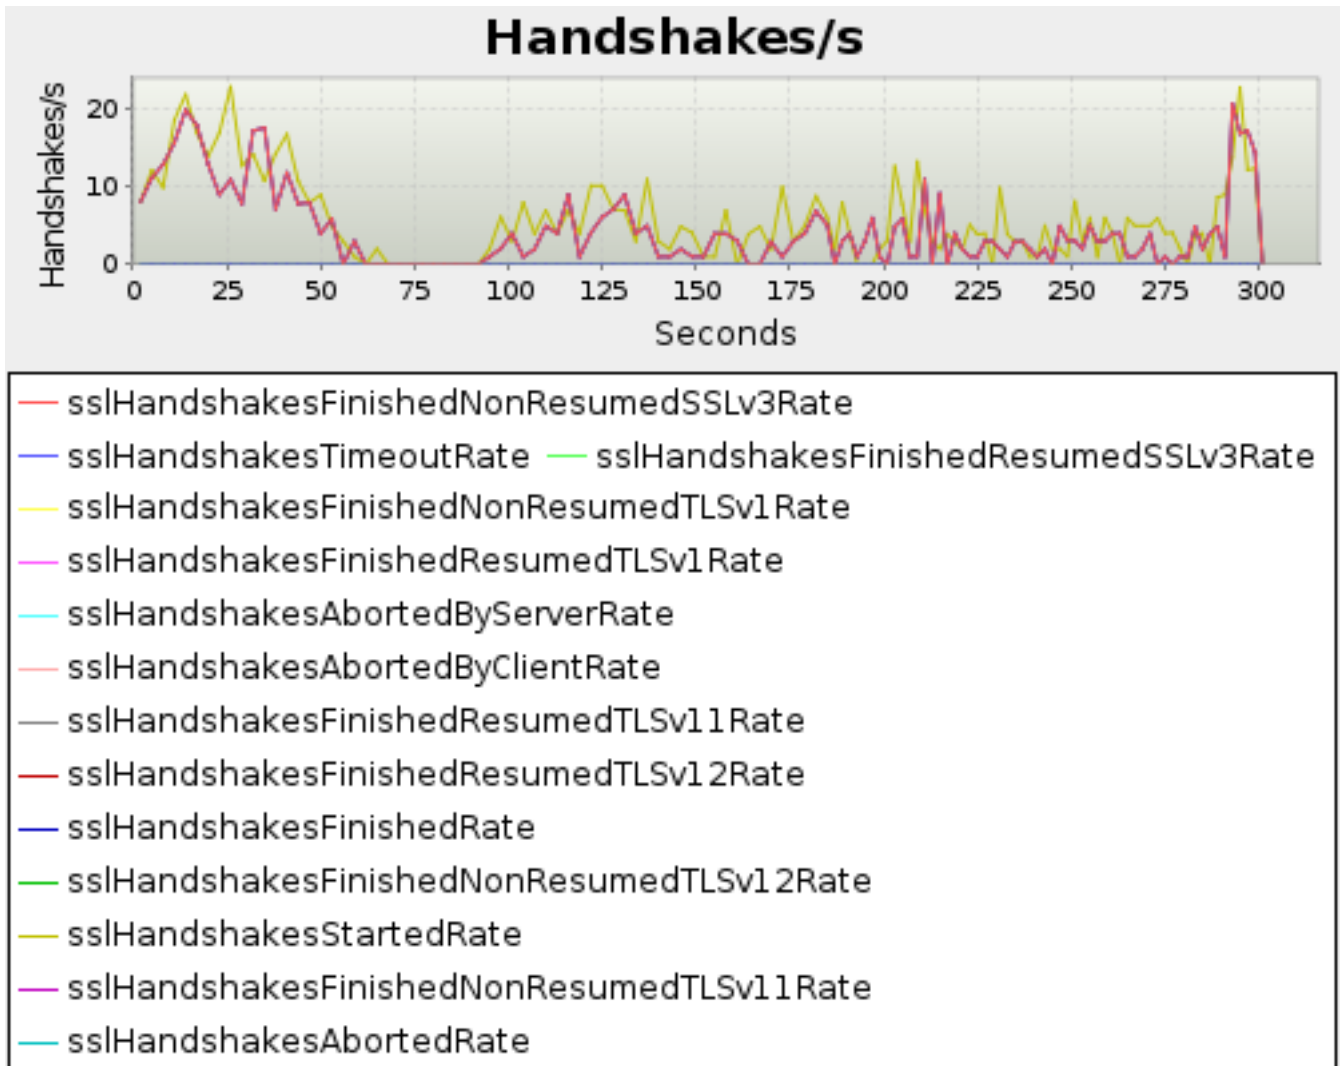 Handshakes/s
Handshakes/s
20
10
0
0 25 50 75 100 125 150 175 200 225 250 275 300
Seconds
sslHandshakesFinishedNonResumedSSLv3Rate
sslHandshakesTimeoutRate sslHandshakesFinishedResumedSSLv3Rate
sslHandshakesFinishedNonResumedTLSv1Rate
sslHandshakesFinishedResumedTLSv1Rate
sslHandshakesAbortedByServerRate
sslHandshakesAbortedByClientRate
sslHandshakesFinishedResumedTLSv11Rate
sslHandshakesFinishedResumedTLSv12Rate
sslHandshakesFinishedRate
sslHandshakesFinishedNonResumedTLSv12Rate
sslHandshakesStartedRate
sslHandshakesFinishedNonResumedTLSv11Rate
sslHandshakesAbortedRate